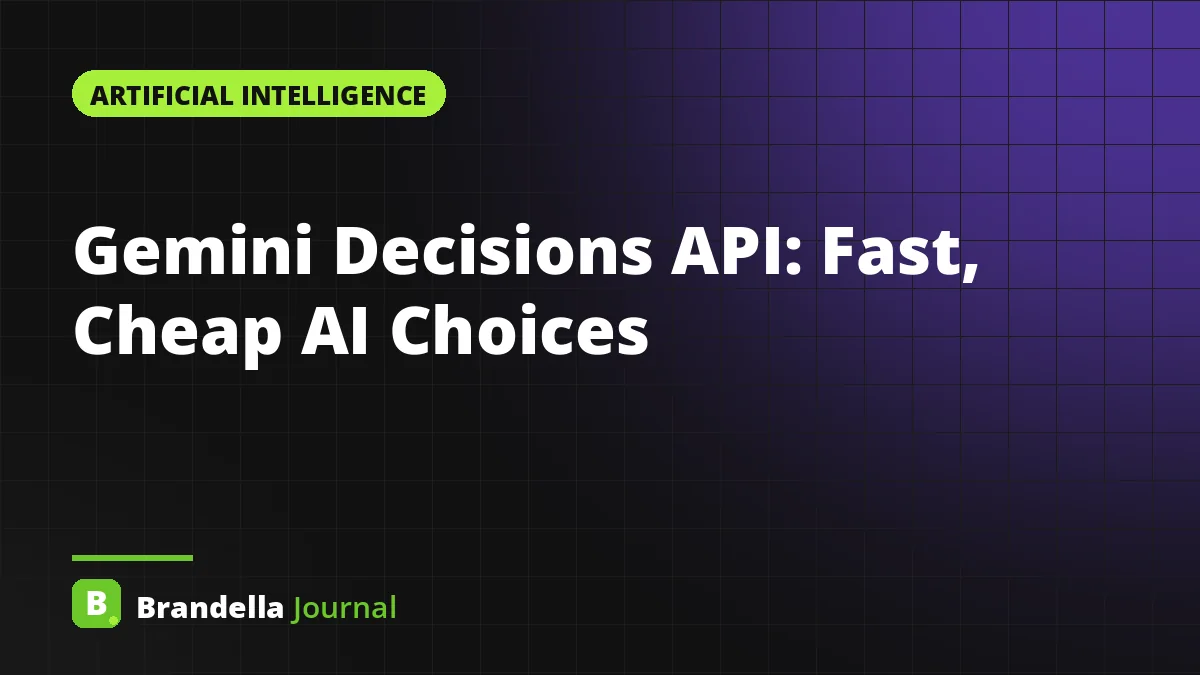 ARTIFICIAL INTELLIGENCE
Gemini Decisions API: Fast,
Cheap AI Choices
B
Brandella Journal